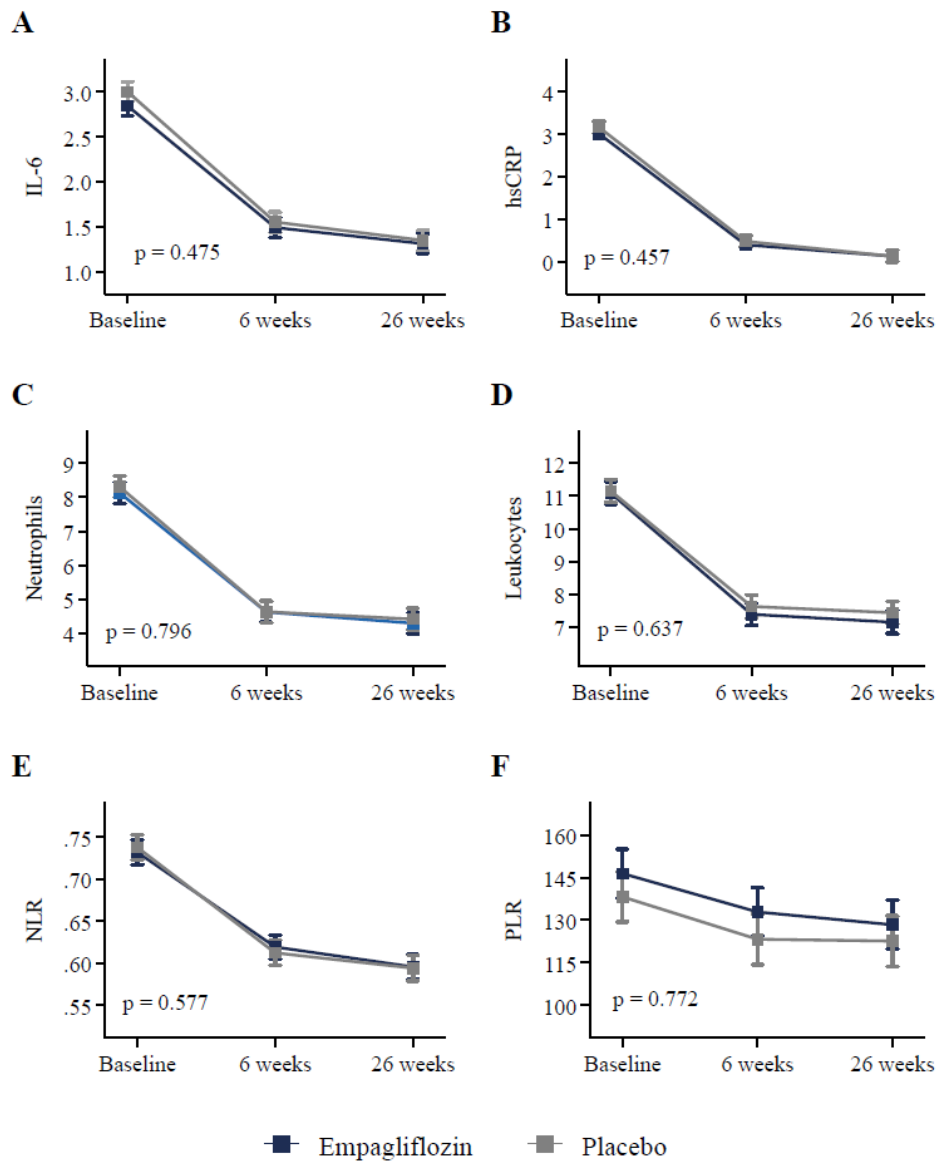 A
IL-6
3.0
2.5
2.0
1.5
1.0
p = 0.475
Baseline
6 weeks
26 weeks
B
hsCRP
4
3
2
1
0
p = 0.457
Baseline
6 weeks
26 weeks
C
Neutrophils
9
8
7
6
5
4
p = 0.796
Baseline
6 weeks
26 weeks
D
Leukocytes
12
11
10
9
8
7
p = 0.637
Baseline
6 weeks
26 weeks
E
NLR
.75
.70
.65
.60
.55
p = 0.577
Baseline
6 weeks
26 weeks
F
PLR
160
145
130
115
100
p = 0.772
Baseline
6 weeks
26 weeks
Empagliflozin
Placebo